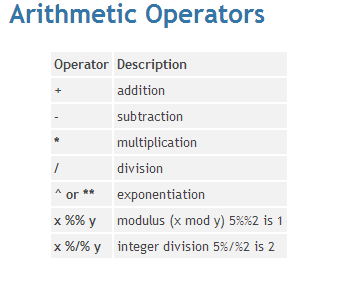 Arithmetic Operators
Operator Description
+ addition
- subtraction
* multiplication
/ division
^ or ** exponentiation
x %% y modulus (x mod y) 5%%2 is 1
x %/% y integer division 5%/%2 is 2